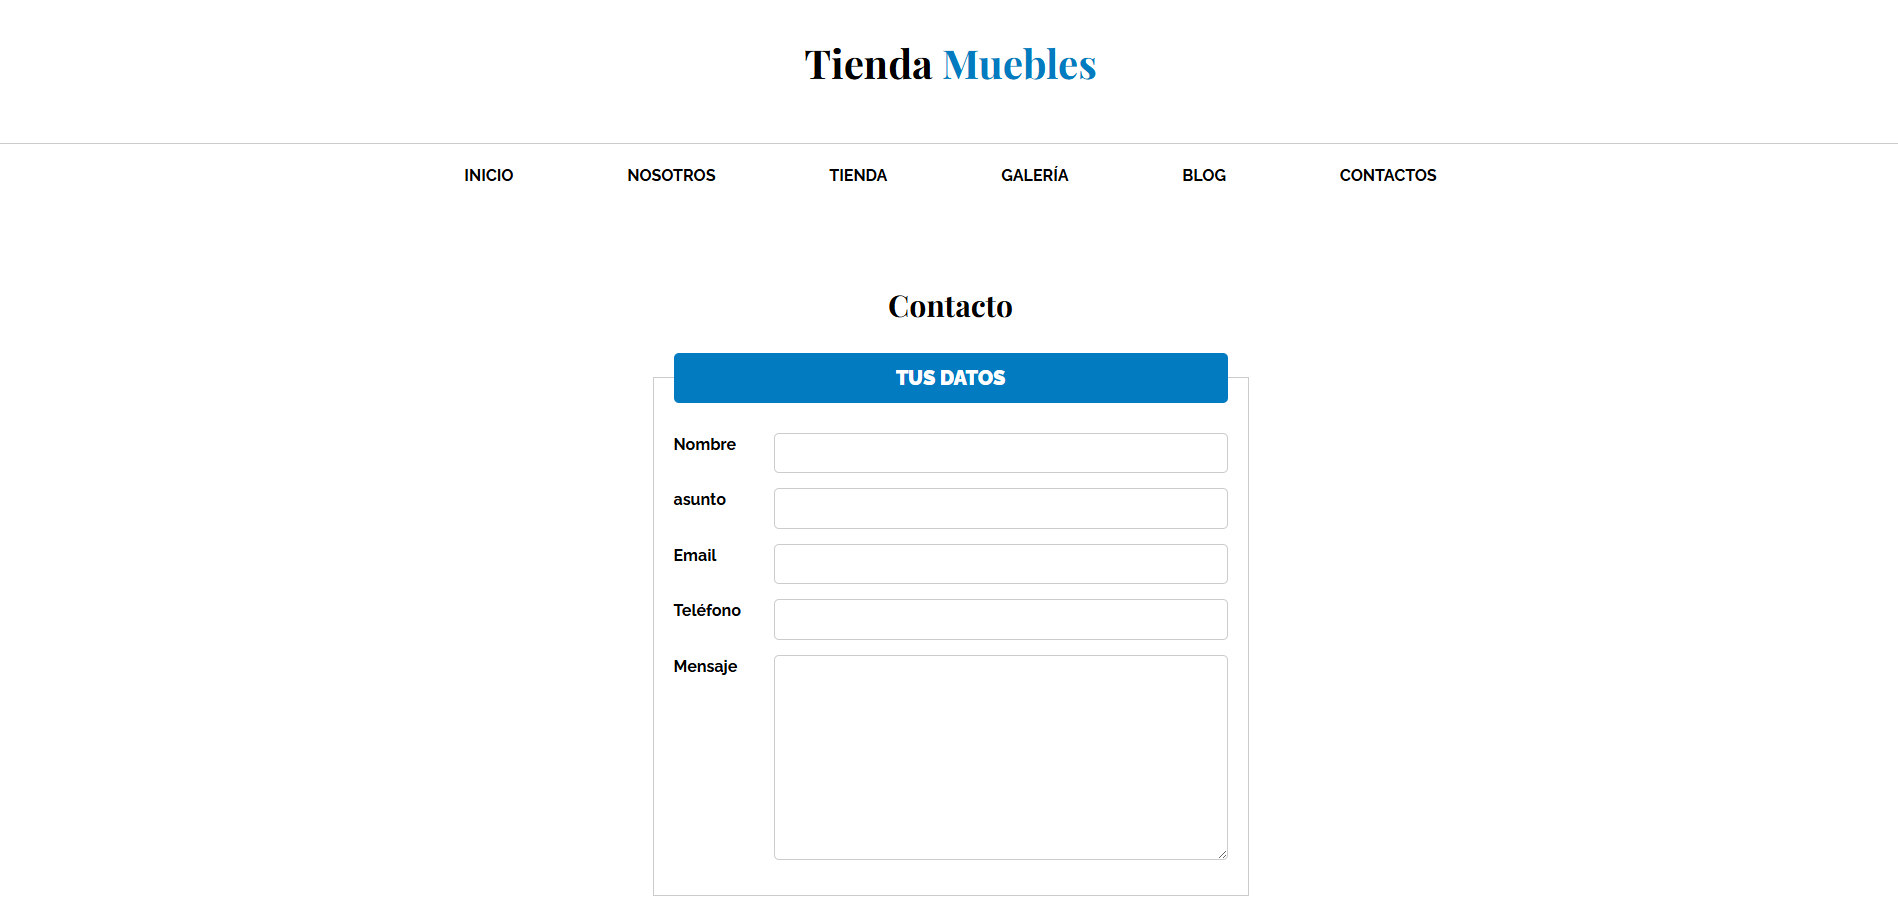 Tienda Muebles
INICIO NOSOTROS TIENDA GALERÍA BLOG CONTACTOS
Contacto
TUS DATOS
Nombre
asunto
Email
Teléfono
Mensaje